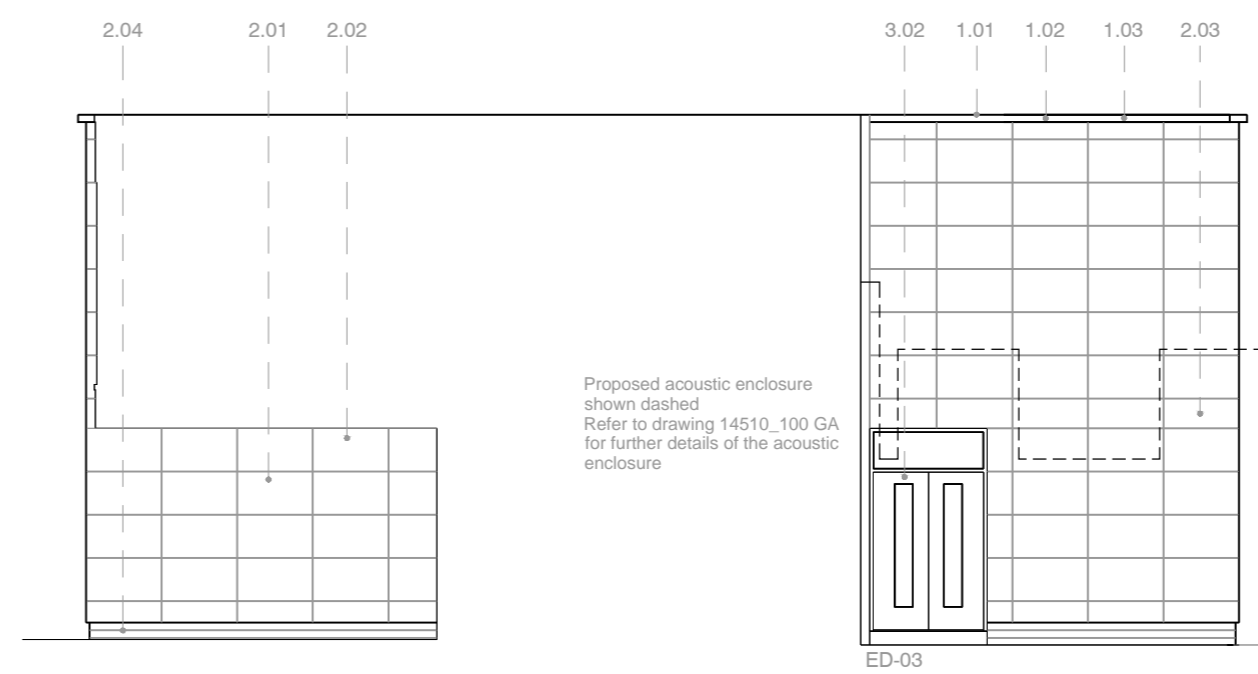 2.04 2.01 2.02 3.02 1.01 1.02 1.03 2.03
Proposed acoustic enclosure
shown dashed
Refer to drawing 14510_100 GA
for further details of the acoustic
enclosure
ED-03